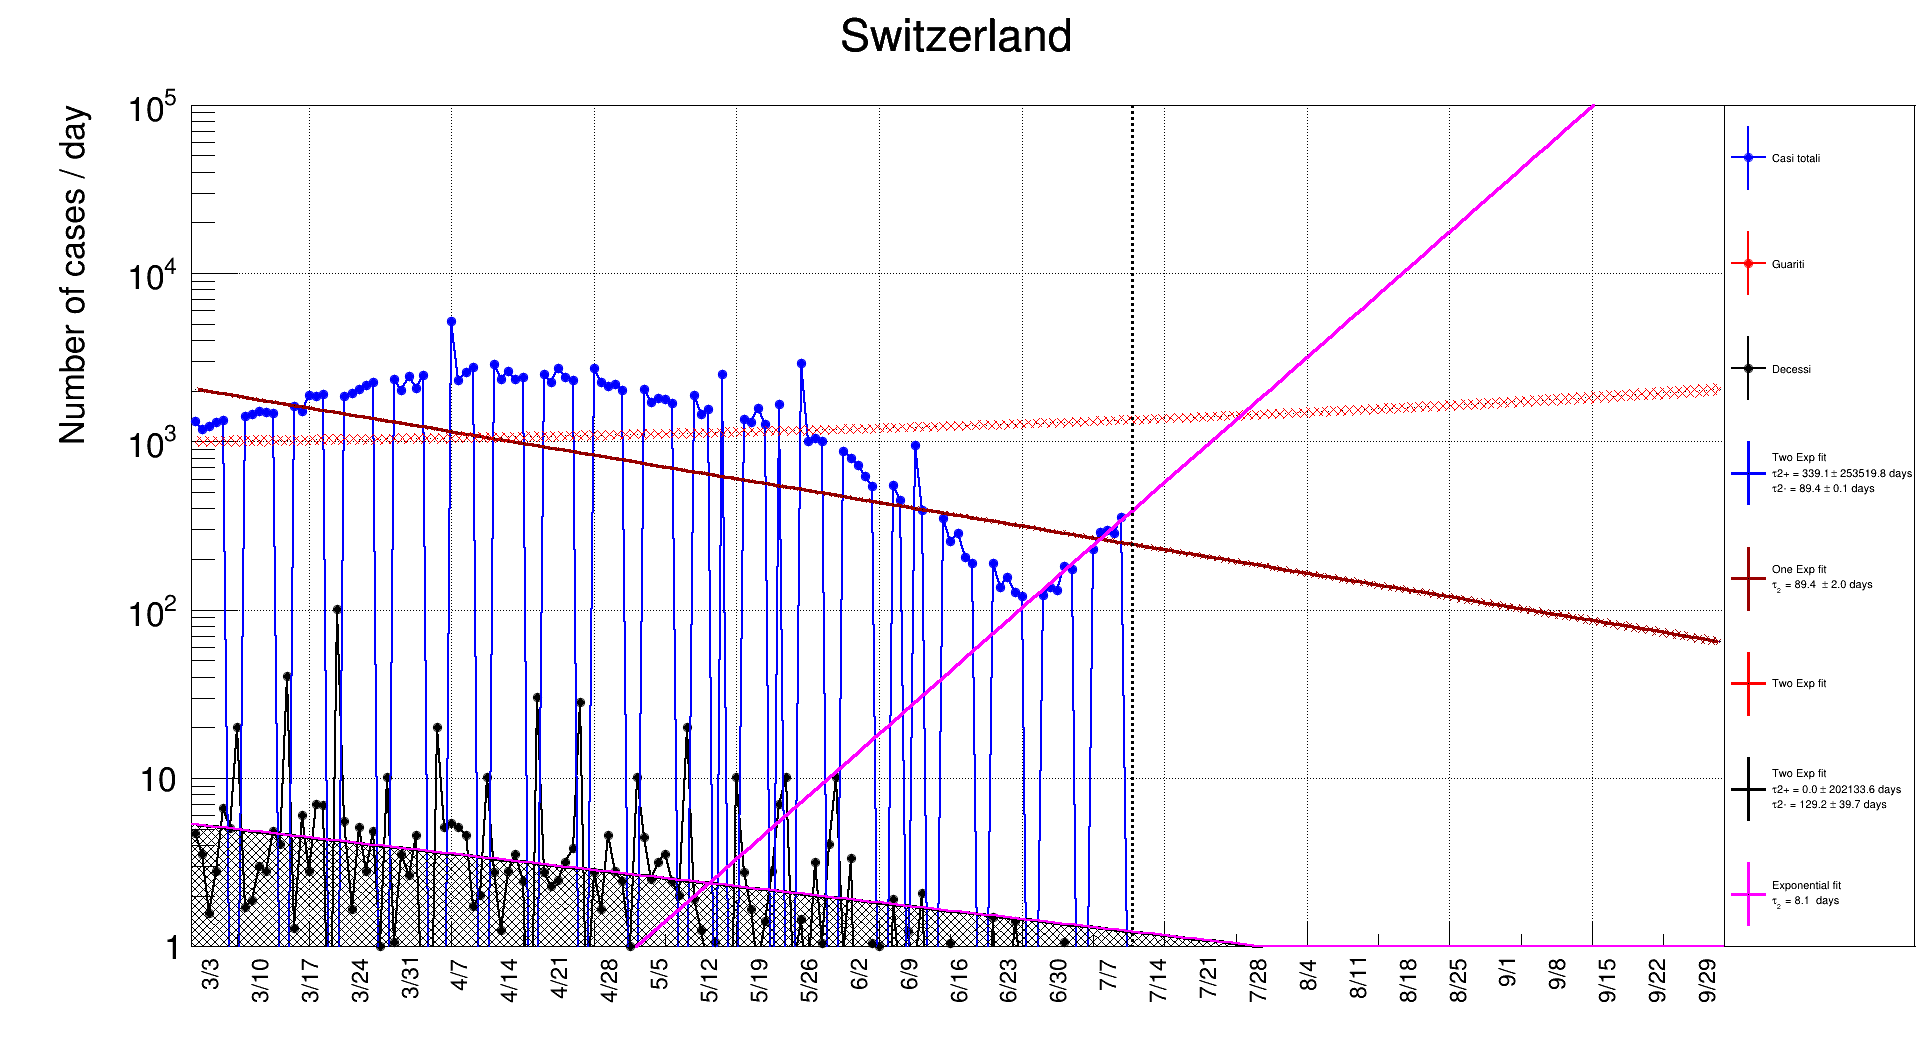 Switzerland
Number of cases / day
10^5
10^4
10^3
10^2
10
1
3/3
3/10
3/17
3/24
3/31
4/7
4/14
4/21
4/28
5/5
5/12
5/19
5/26
6/2
6/9
6/16
6/23
6/30
7/7
7/14
7/21
7/28
8/4
8/11
8/18
8/25
9/1
9/8
9/15
9/22
9/29
Casi totali
Guariti
Decessi
Two Exp fit
τ2+ = 339.1 ± 253519.8 days
τ2- = 89.4 ± 0.1 days
One Exp fit
τ₂ = 89.4 ± 2.0 days
Two Exp fit
Two Exp fit
τ2+ = 0.0 ± 202133.6 days
τ2- = 129.2 ± 39.7 days
Exponential fit
τ₂ = 8.1 days